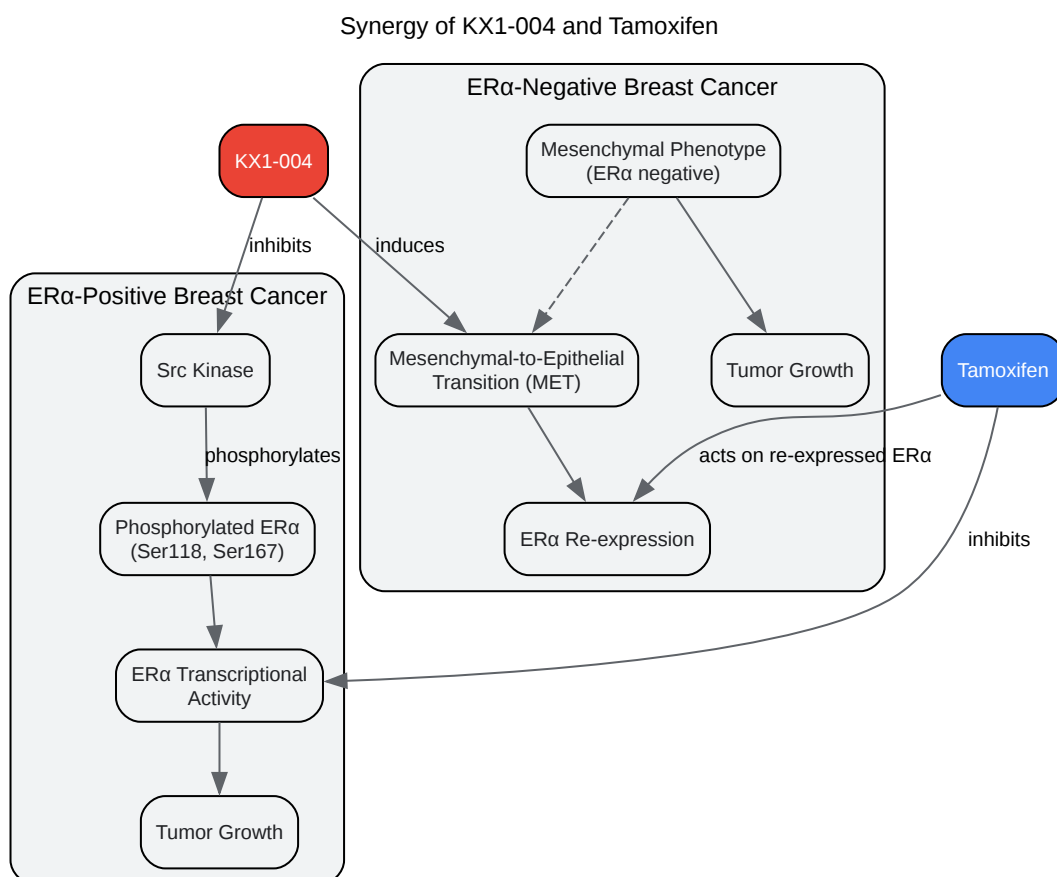 Synergy of KX1-004 and Tamoxifen
ERα-Negative Breast Cancer
Mesenchymal Phenotype
(ERα negative)
KX1-004
inhibits
induces
ERα-Positive Breast Cancer
Src Kinase
Mesenchymal-to-Epithelial
Transition (MET)
Tumor Growth
Tamoxifen
phosphorylates
acts on re-expressed ERα
Phosphorylated ERα
(Ser118, Ser167)
ERα Re-expression
inhibits
ERα Transcriptional
Activity
Tumor Growth